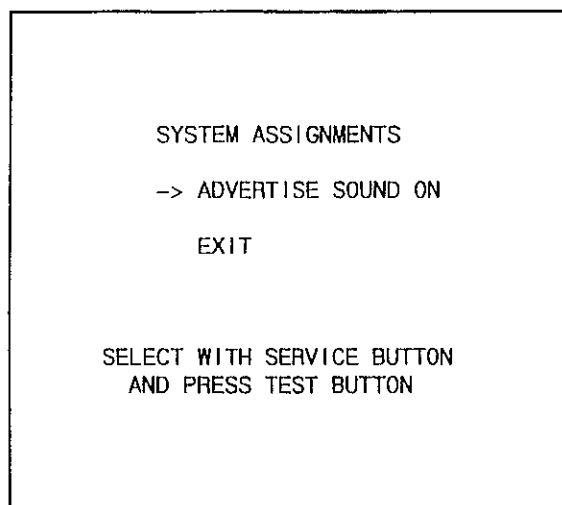 SYSTEM ASSIGNMENTS
-> ADVERTISE SOUND ON
EXIT
SELECT WITH SERVICE BUTTON
AND PRESS TEST BUTTON